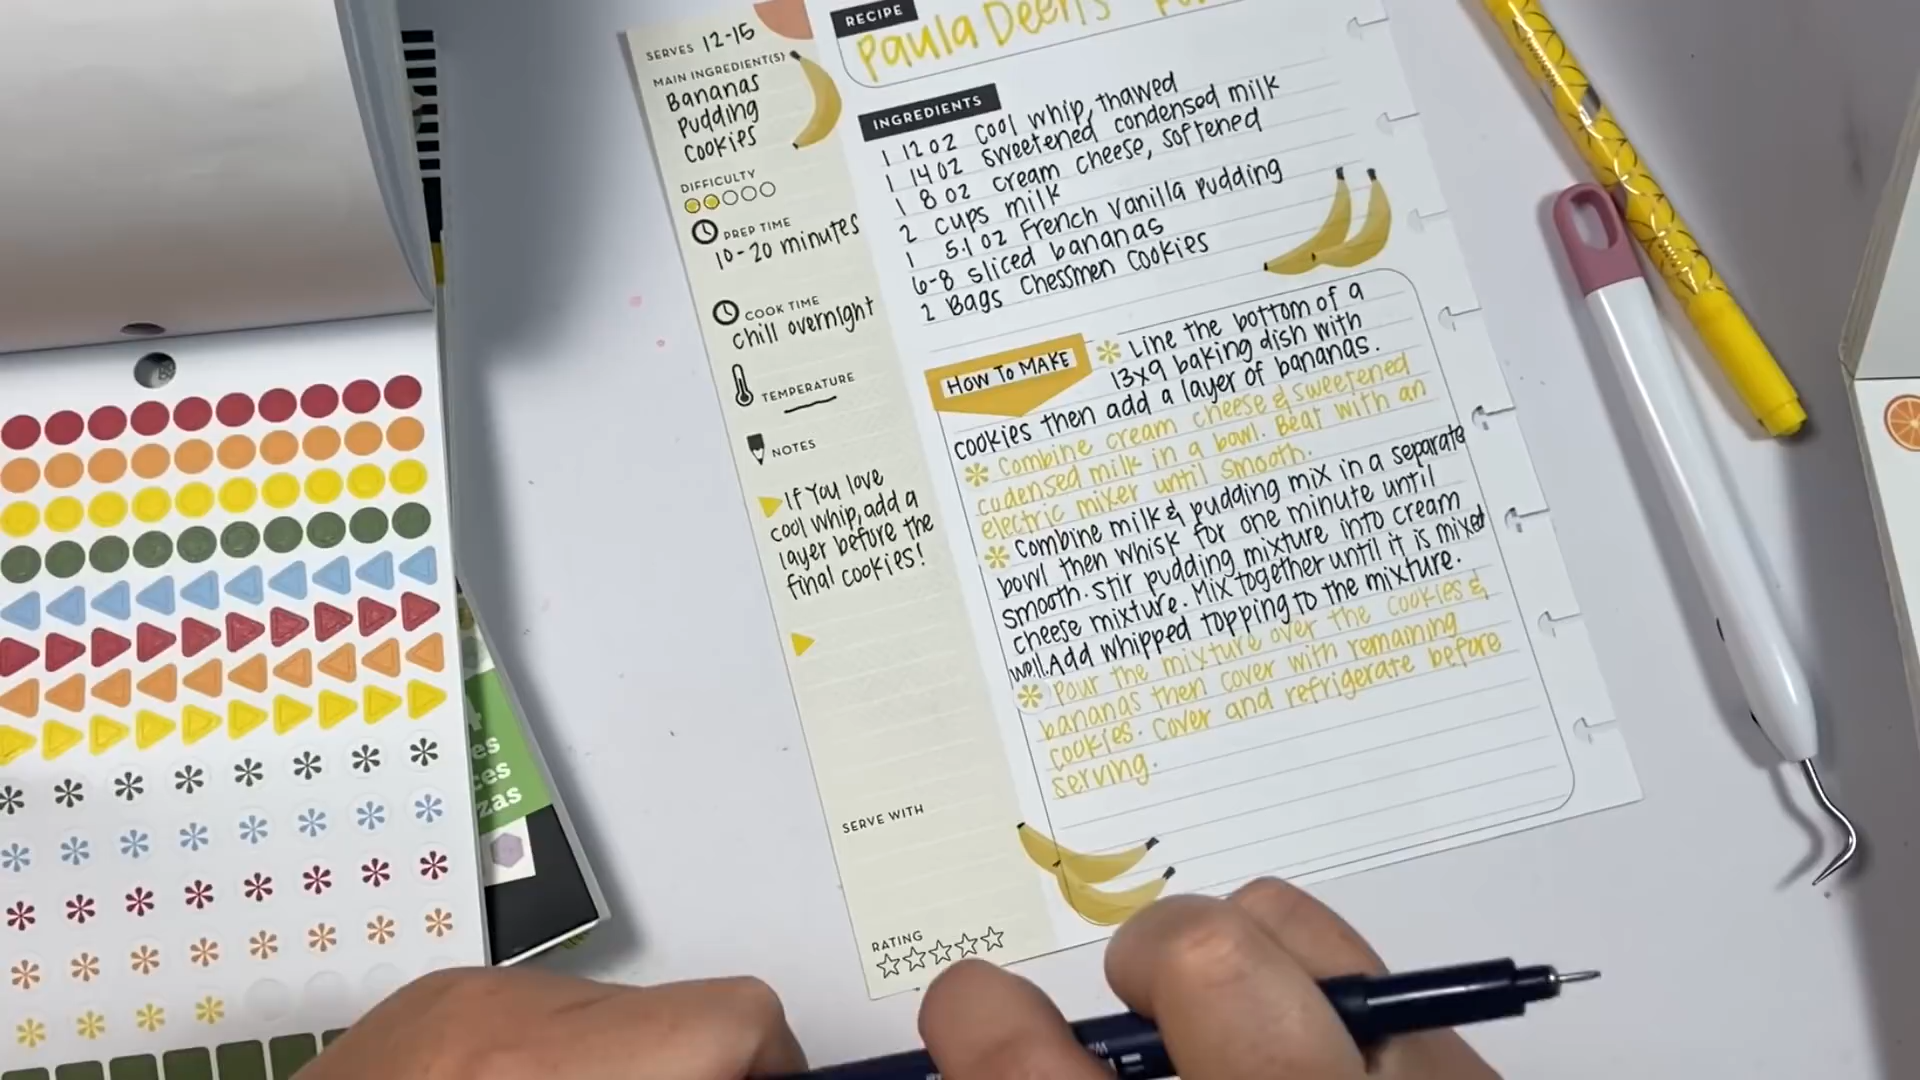 SERVES 12-15
MAIN INGREDIENT(S)
Bananas
Pudding
Cookies
DIFFICULTY
PREP TIME
10-20 minutes
COOK TIME
chill overnight
TEMPERATURE
NOTES
If You love
cool whip, add a
layer before the
final cookies!
SERVE WITH
RATING
RECIPE
Paula Deen's
INGREDIENTS
1 12 oz cool whip, thawed
1 14 oz sweetened condensed milk
1 8 oz cream cheese, softened
2 cups milk
1 5.1 oz French Vanilla Pudding
6-8 sliced bananas
2 Bags Chessmen Cookies
How To MAKE
Line the bottom of a
13x9 baking dish with
cookies then add a layer of bananas.
Combine cream cheese & sweetened
codensed milk in a bowl. Beat with an
electric mixer until smooth.
Combine milk & pudding mix in a separate
bowl then whisk for one minute until
smooth. Stir pudding mixture into cream
cheese mixture. Mix together until it is mixed
well. Add whipped topping to the mixture.
Pour the mixture over the cookies &
bananas then cover with remaining
cookies. Cover and refrigerate before
serving.